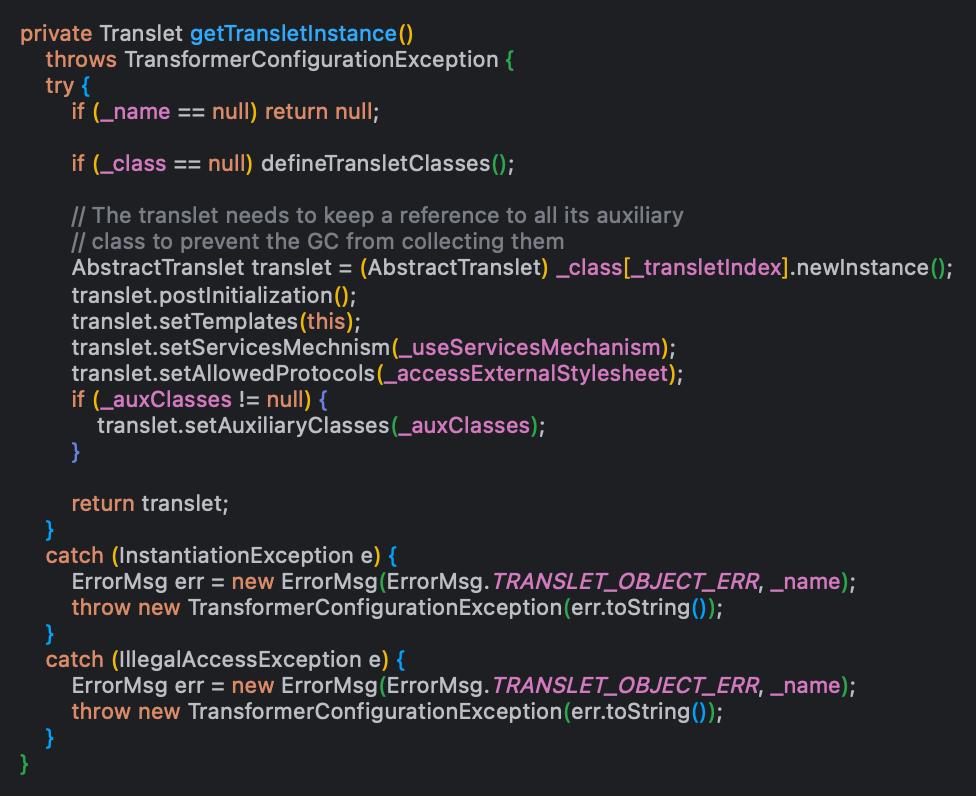 private Translet getTransletInstance()
throws TransformerConfigurationException {
try {
if (_name == null) return null;
if (_class == null) defineTransletClasses();
// The translet needs to keep a reference to all its auxiliary
// class to prevent the GC from collecting them
AbstractTranslet translet = (AbstractTranslet) _class[_transletIndex].newInstance();
translet.postInitialization();
translet.setTemplates(this);
translet.setServicesMechnism(_useServicesMechanism);
translet.setAllowedProtocols(_accessExternalStylesheet);
if (_auxClasses != null) {
translet.setAuxiliaryClasses(_auxClasses);
}
return translet;
}
catch (InstantiationException e) {
ErrorMsg err = new ErrorMsg(ErrorMsg.TRANSLET_OBJECT_ERR, _name);
throw new TransformerConfigurationException(err.toString());
}
catch (IllegalAccessException e) {
ErrorMsg err = new ErrorMsg(ErrorMsg.TRANSLET_OBJECT_ERR, _name);
throw new TransformerConfigurationException(err.toString());
}
}